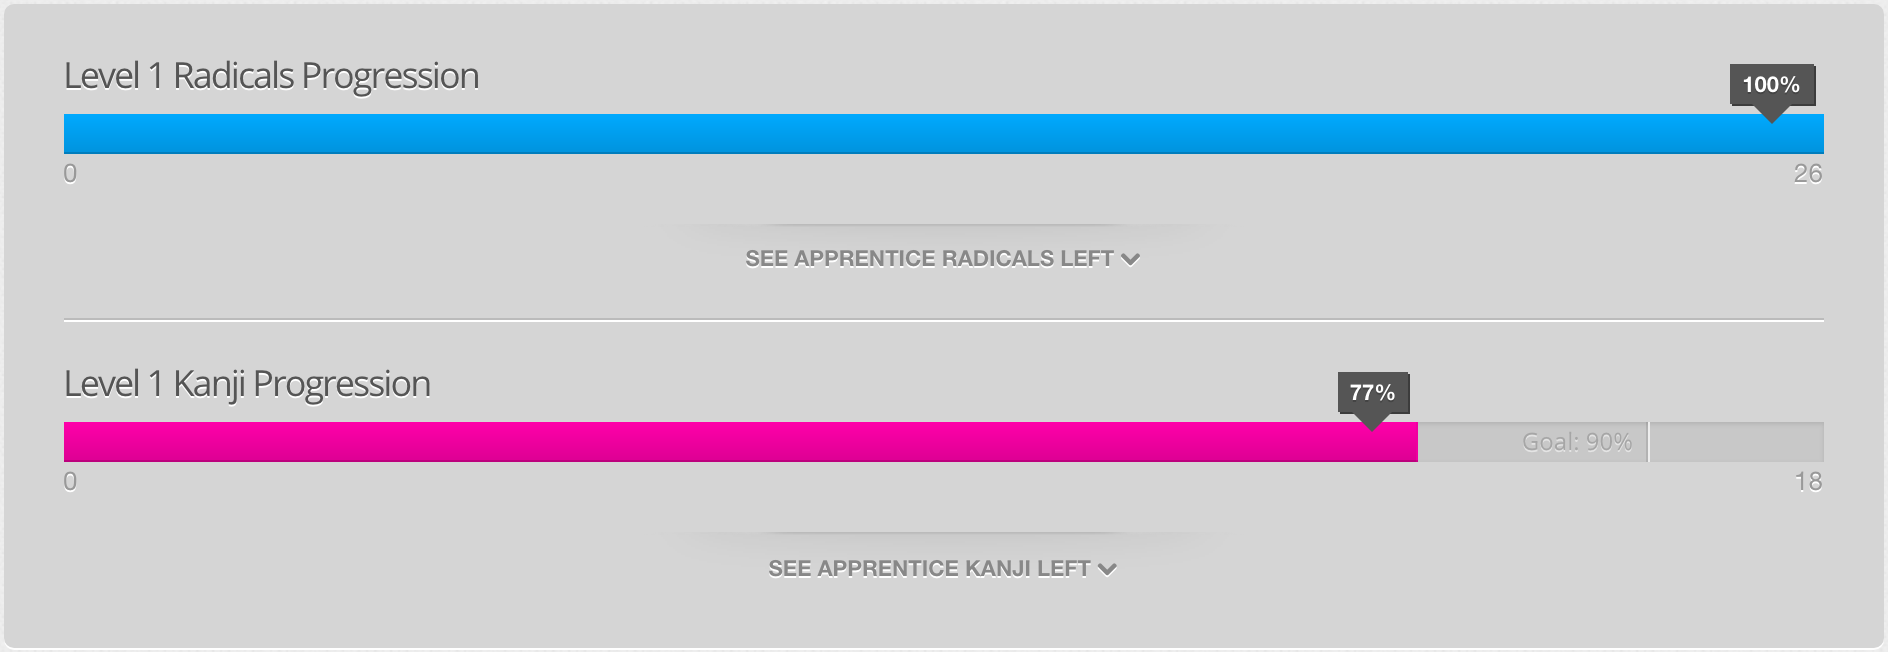 Level 1 Radicals Progression
100%
0
26
SEE APPRENTICE RADICALS LEFT
Level 1 Kanji Progression
77%
Goal: 90%
0
18
SEE APPRENTICE KANJI LEFT